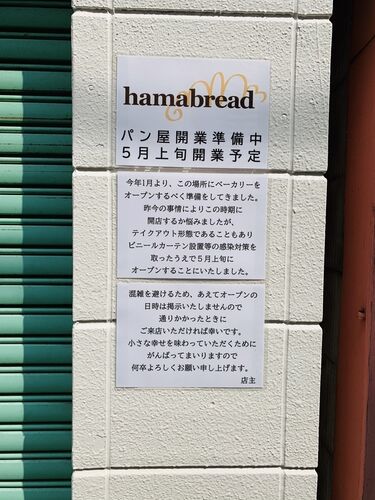 hamabread
パン屋開業準備中
5月上旬開業予定
今年1月より、この場所にベーカリーを
オープンするべく準備をしてきました。
昨今の事情によりこの時期に
開店するか悩みましたが、
テイクアウト形態であることもあり
ビニールカーテン設置等の感染対策を
取ったうえで5月上旬に
オープンすることにいたしました。
混雑を避けるため、あえてオープンの
日時は掲示いたしませんので
通りかかったときに
ご来店いただければ幸いです。
小さな幸せを味わっていただくために
がんばってまいりますので
何卒よろしくお願い申し上げます。
店主